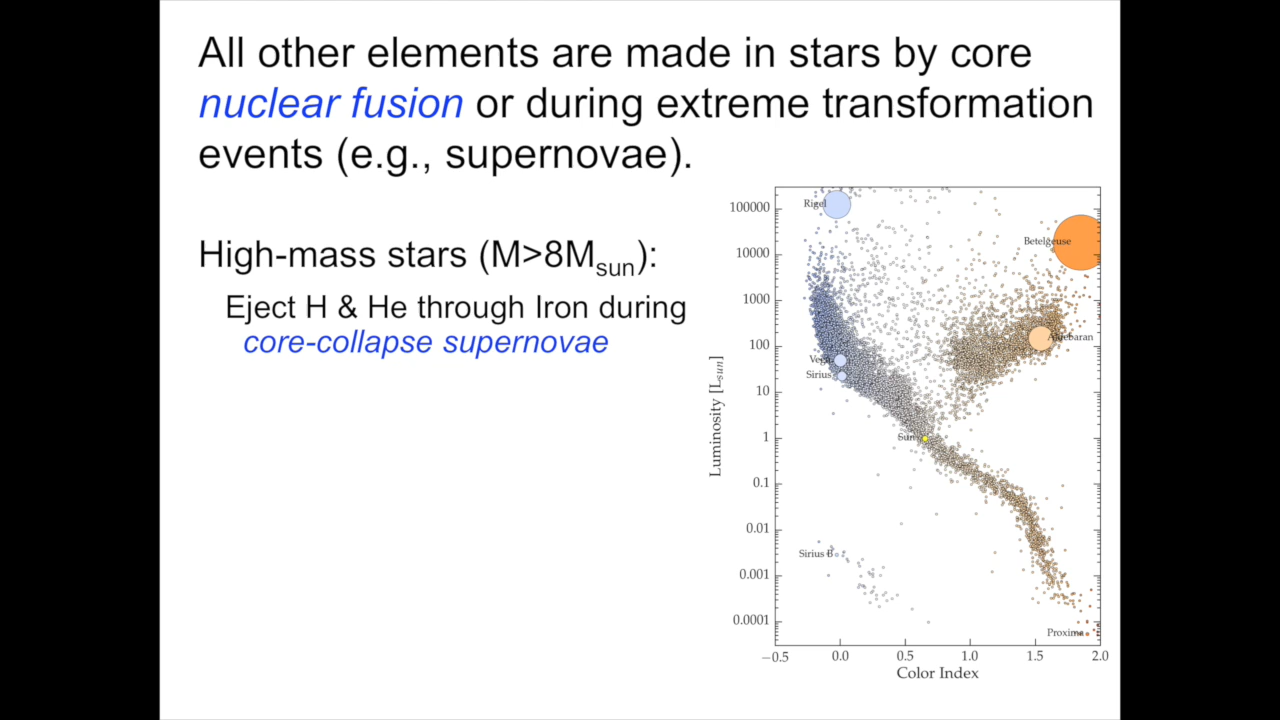 All other elements are made in stars by core
nuclear fusion or during extreme transformation
events (e.g., supernovae).
High-mass stars (M>8Msun):
Eject H & He through Iron during
core-collapse supernovae
Rigel
Betelgeuse
Aldebaran
Vega
Sirius
Sun
Sirius B
Proxima
100000
10000
1000
100
10
1
0.1
0.01
0.001
0.0001
Luminosity [Lsun]
−0.5 0.0 0.5 1.0 1.5 2.0
Color Index